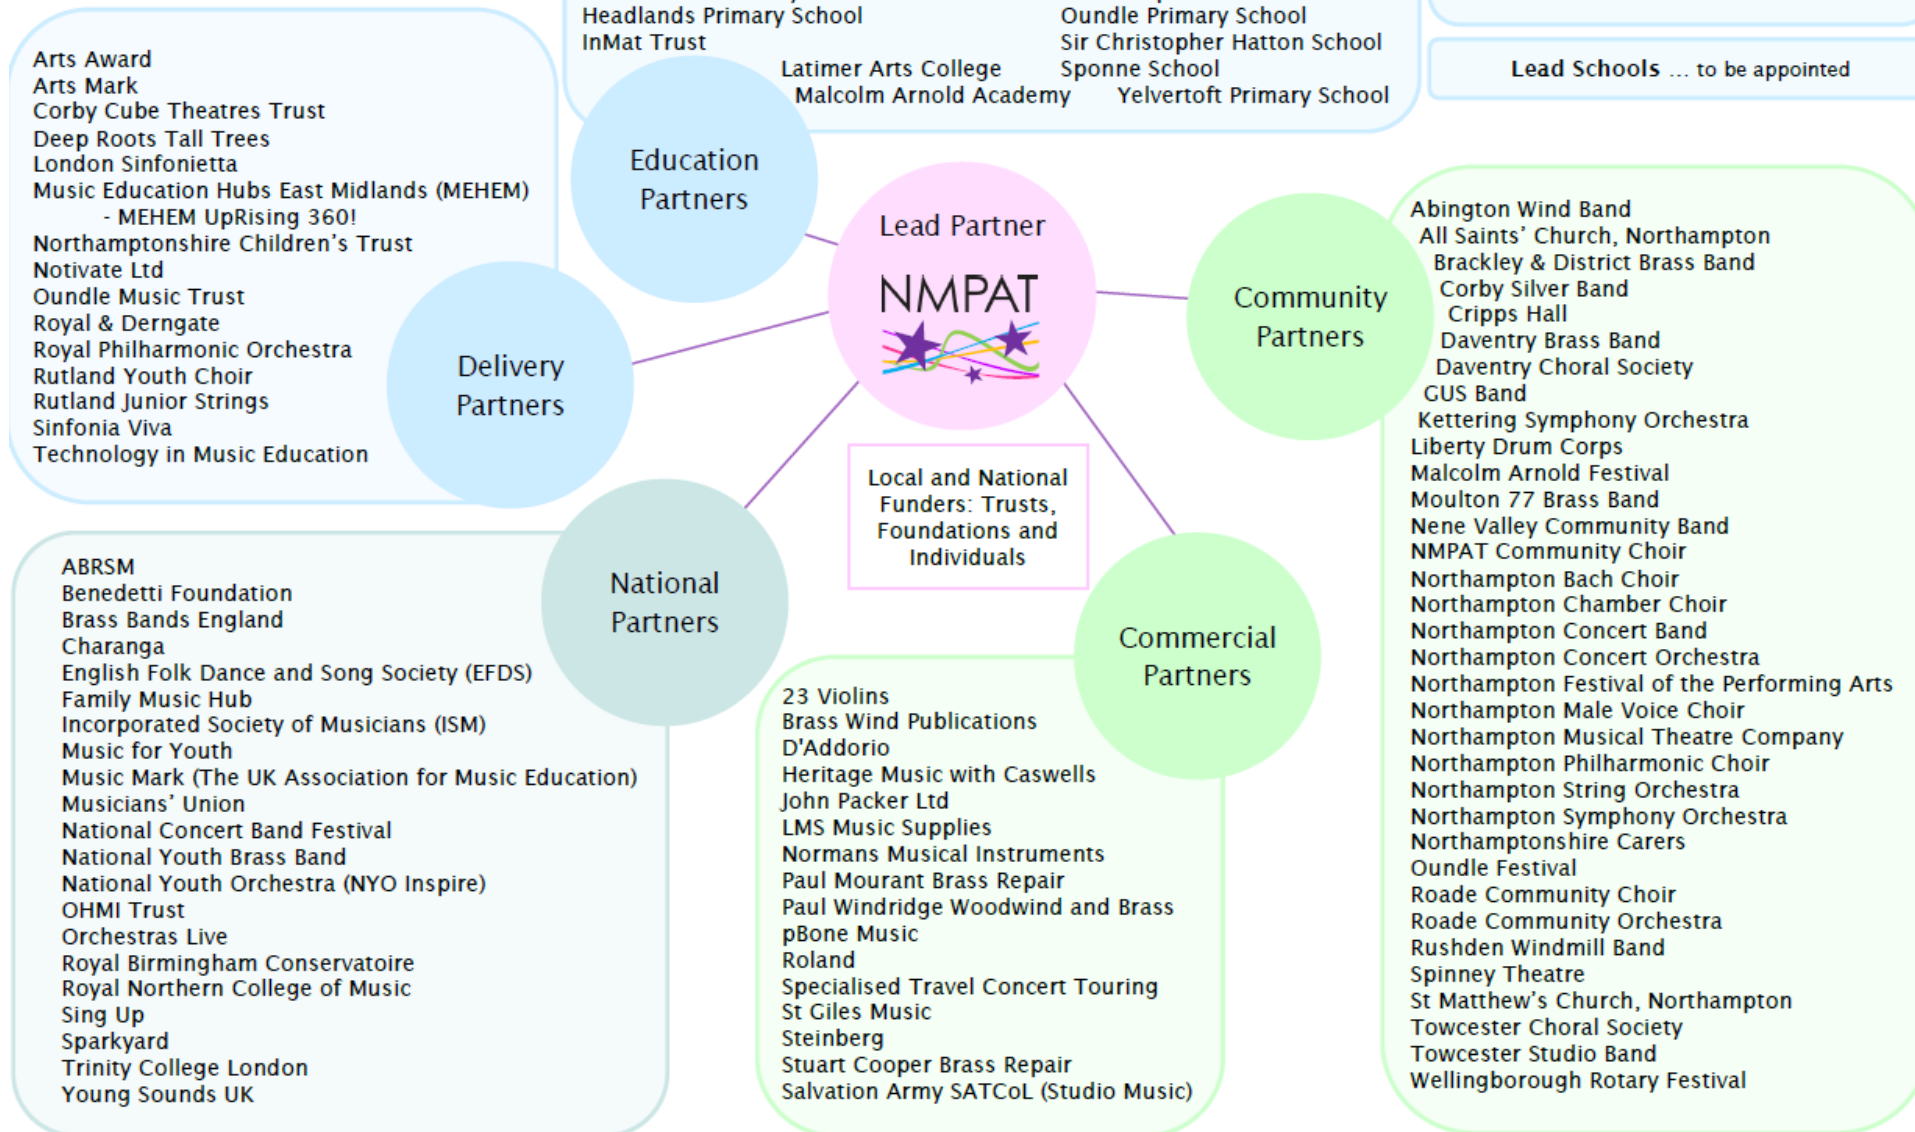 Headlands Primary School
InMat Trust
Latimer Arts College
Malcolm Arnold Academy
Oundle Primary School
Sir Christopher Hatton School
Sponne School
Yelvertoft Primary School
Lead Schools ... to be appointed
Education
Partners
Arts Award
Arts Mark
Corby Cube Theatres Trust
Deep Roots Tall Trees
London Sinfonietta
Music Education Hubs East Midlands (MEHEM)
- MEHEM UpRising 360!
Northamptonshire Children's Trust
Notivate Ltd
Oundle Music Trust
Royal & Derngate
Royal Philharmonic Orchestra
Rutland Youth Choir
Rutland Junior Strings
Sinfonia Viva
Technology in Music Education
Delivery
Partners
Lead Partner
NMPAT
Local and National
Funders: Trusts,
Foundations and
Individuals
Community
Partners
Abington Wind Band
All Saints' Church, Northampton
Brackley & District Brass Band
Corby Silver Band
Cripps Hall
Daventry Brass Band
Daventry Choral Society
GUS Band
Kettering Symphony Orchestra
Liberty Drum Corps
Malcolm Arnold Festival
Moulton 77 Brass Band
Nene Valley Community Band
NMPAT Community Choir
Northampton Bach Choir
Northampton Chamber Choir
Northampton Concert Band
Northampton Concert Orchestra
Northampton Festival of the Performing Arts
Northampton Male Voice Choir
Northampton Musical Theatre Company
Northampton Philharmonic Choir
Northampton String Orchestra
Northampton Symphony Orchestra
Northamptonshire Carers
Oundle Festival
Roade Community Choir
Roade Community Orchestra
Rushden Windmill Band
Spinney Theatre
St Matthew's Church, Northampton
Towcester Choral Society
Towcester Studio Band
Wellingborough Rotary Festival
National
Partners
ABRSM
Benedetti Foundation
Brass Bands England
Charanga
English Folk Dance and Song Society (EFDS)
Family Music Hub
Incorporated Society of Musicians (ISM)
Music for Youth
Music Mark (The UK Association for Music Education)
Musicians' Union
National Concert Band Festival
National Youth Brass Band
National Youth Orchestra (NYO Inspire)
OHMI Trust
Orchestras Live
Royal Birmingham Conservatoire
Royal Northern College of Music
Sing Up
Sparkyard
Trinity College London
Young Sounds UK
Commercial
Partners
23 Violins
Brass Wind Publications
D'Addorio
Heritage Music with Caswells
John Packer Ltd
LMS Music Supplies
Normans Musical Instruments
Paul Mourant Brass Repair
Paul Windridge Woodwind and Brass
pBone Music
Roland
Specialised Travel Concert Touring
St Giles Music
Steinberg
Stuart Cooper Brass Repair
Salvation Army SATCoL (Studio Music)